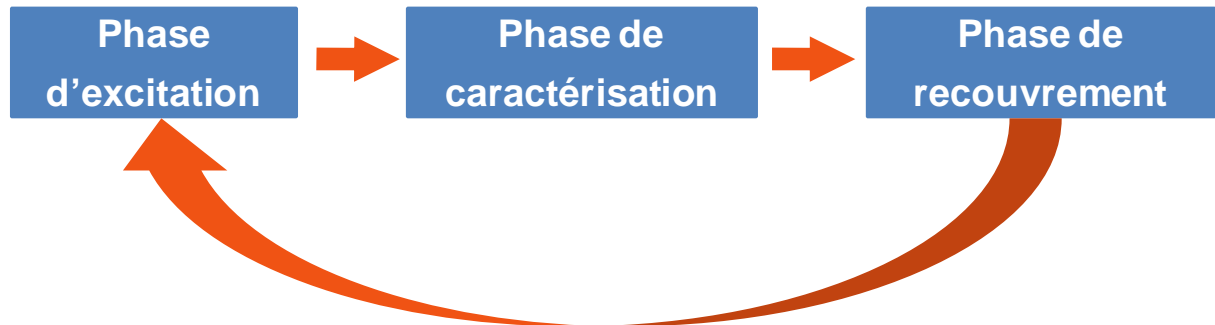 Phase
d’excitation
Phase de
caractérisation
Phase de
recouvrement